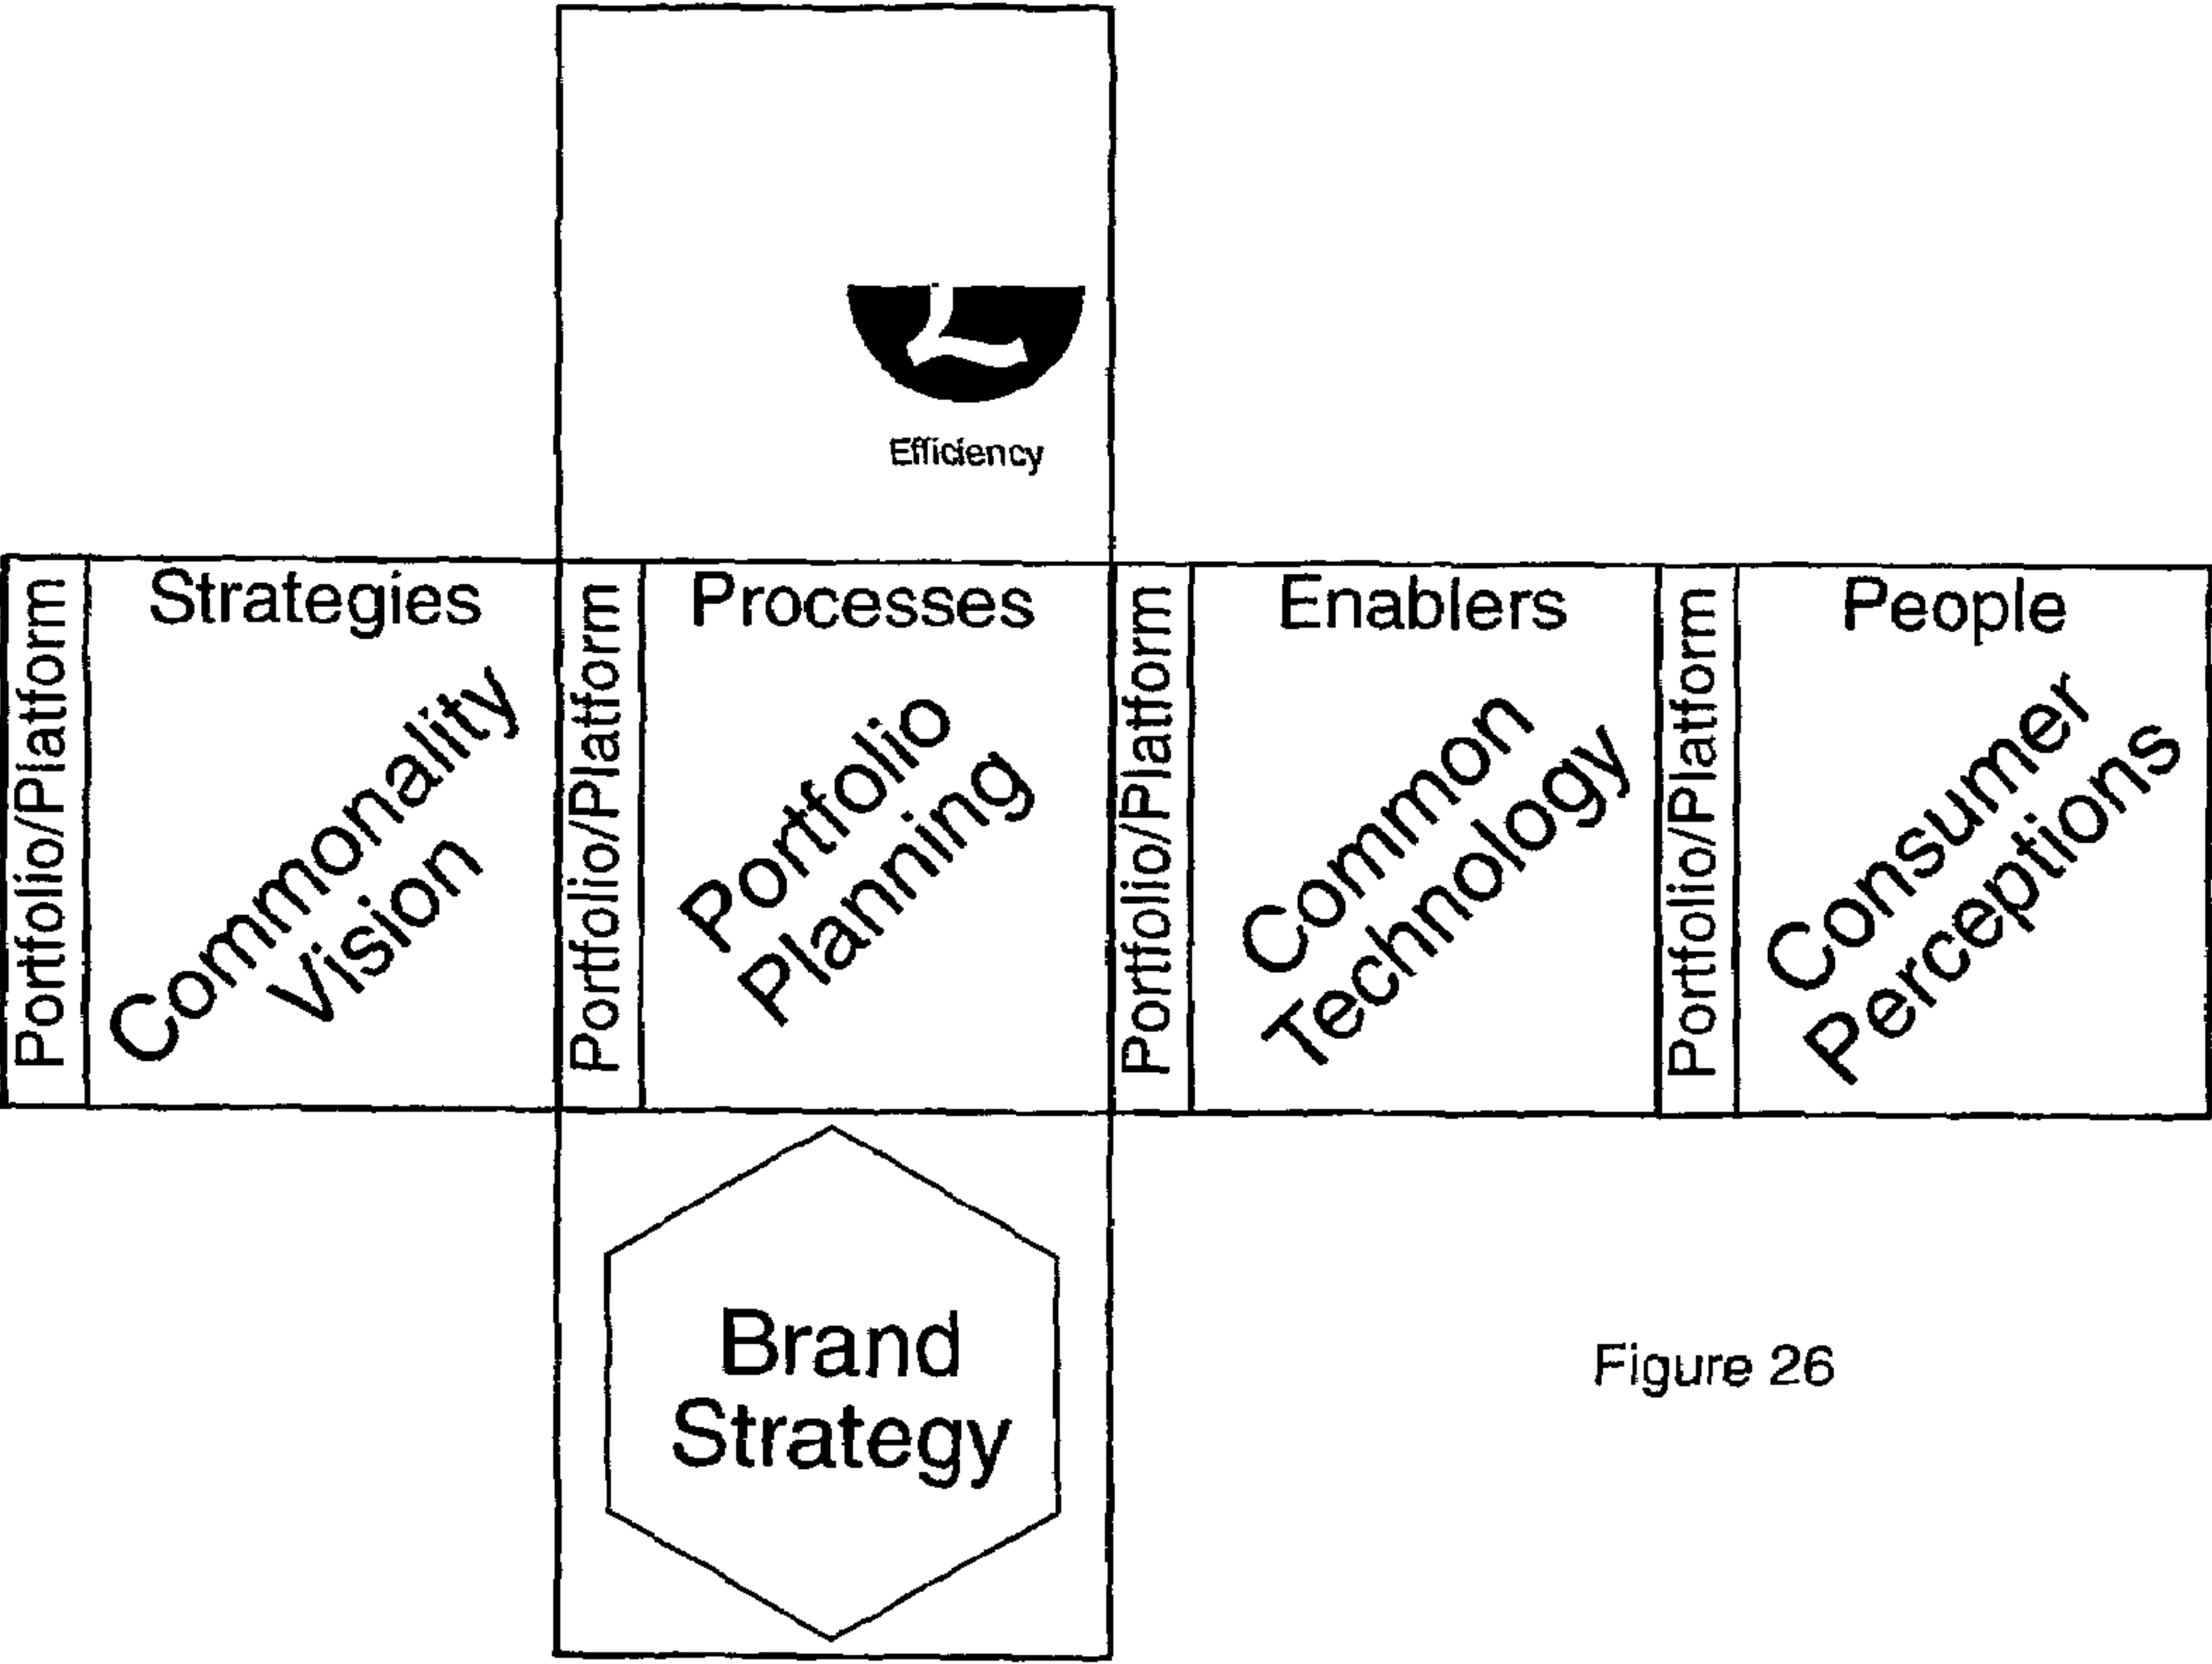 Efficiency
Portfolio/Platform
Strategies
Commonality
Vision
Portfolio/Platform
Processes
Portfolio
Planning
Portfolio/Platform
Enablers
Common
Technology
Portfolio/Platform
People
Consumer
Perceptions
Brand
Strategy
Figure 26